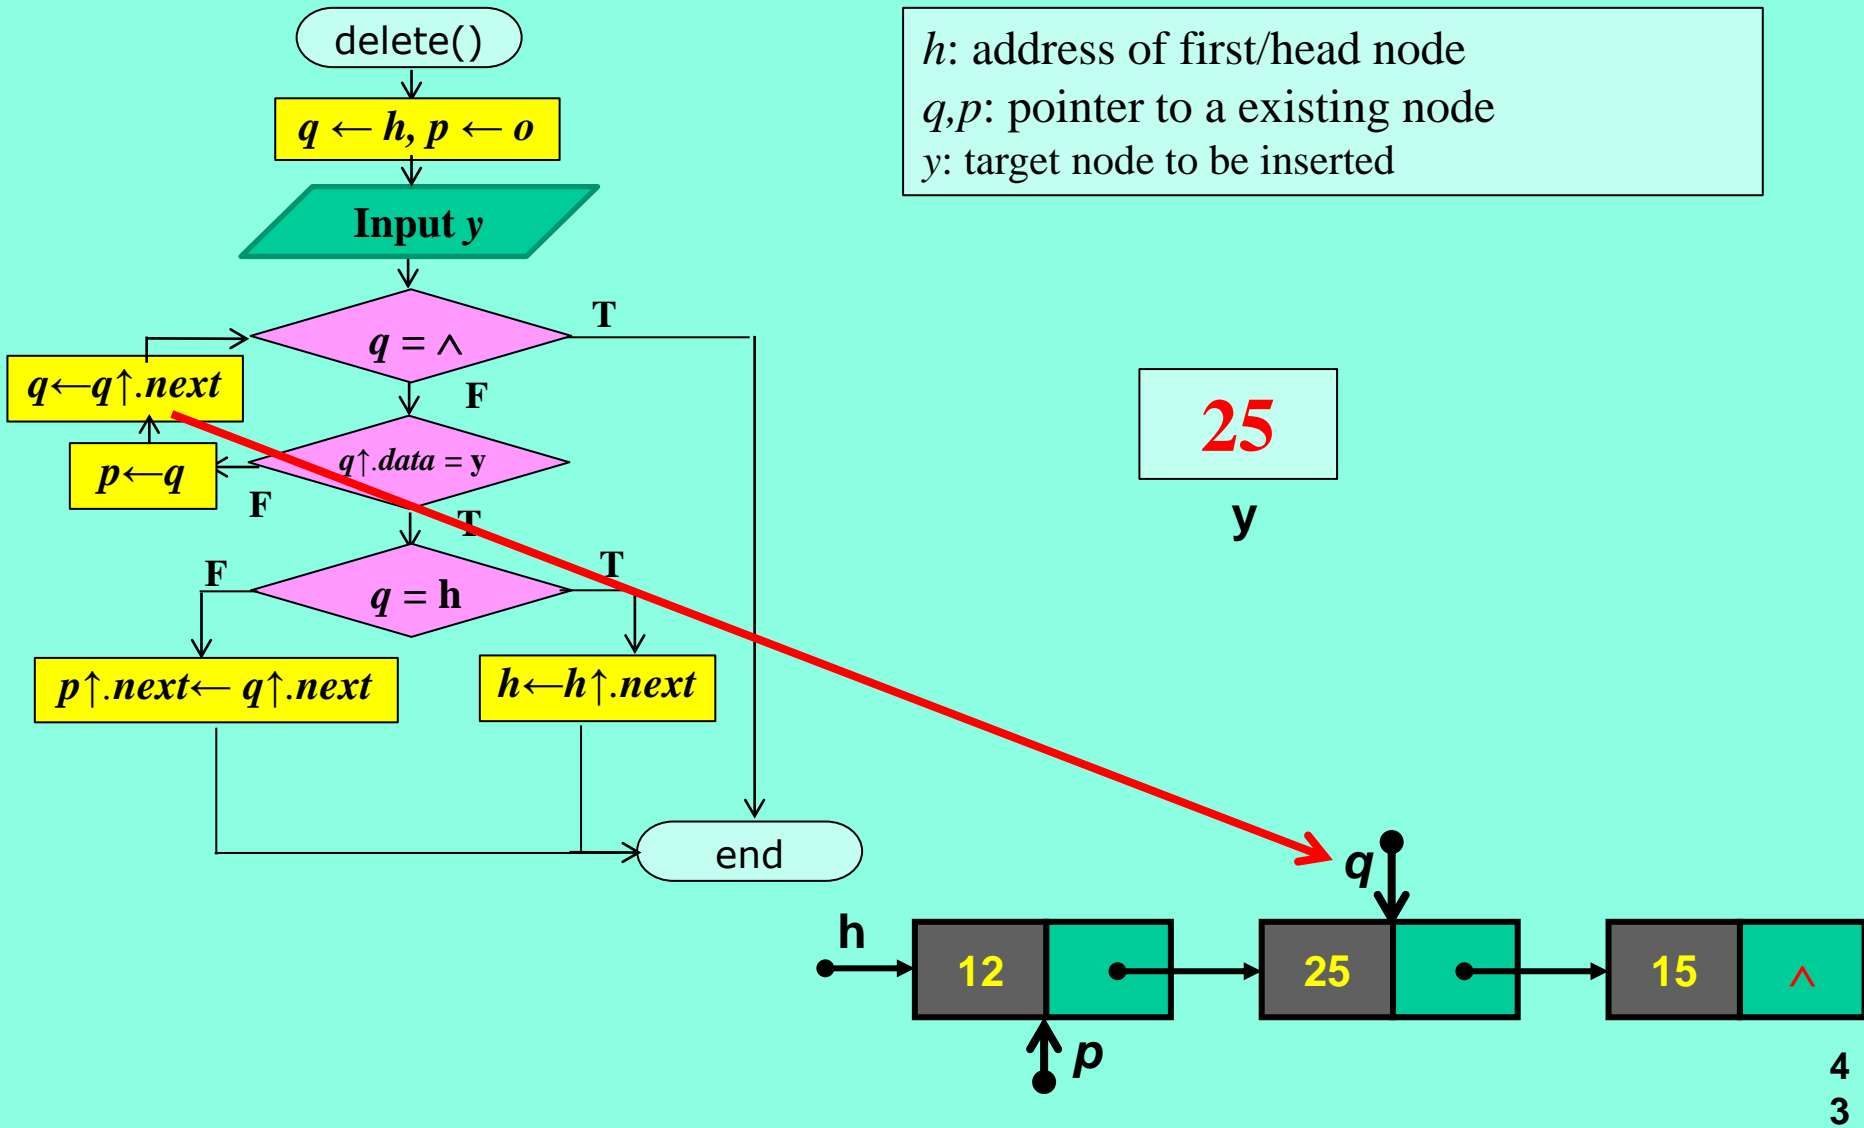 delete()
q ← h, p ← o
Input y
q = ∧
T
F
q←q↑.next
q↑.data = y
p←q
F
T
q = h
F
T
p↑.next← q↑.next
h←h↑.next
end
h: address of first/head node
q,p: pointer to a existing node
y: target node to be inserted
25
y
q
h
12
25
15
∧
p
4
3